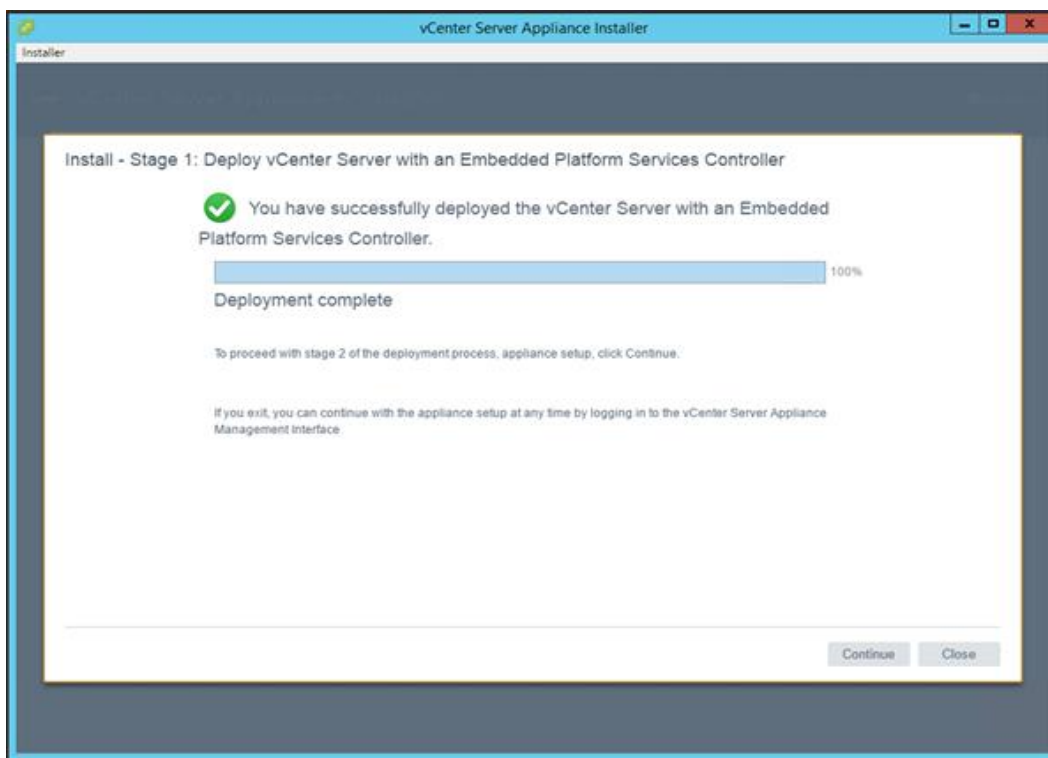 vCenter Server Appliance Installer
Installer
Install - Stage 1: Deploy vCenter Server with an Embedded Platform Services Controller
You have successfully deployed the vCenter Server with an Embedded
Platform Services Controller.
100%
Deployment complete
To proceed with stage 2 of the deployment process, appliance setup, click Continue.
If you exit, you can continue with the appliance setup at any time by logging in to the vCenter Server Appliance
Management Interface
Continue
Close